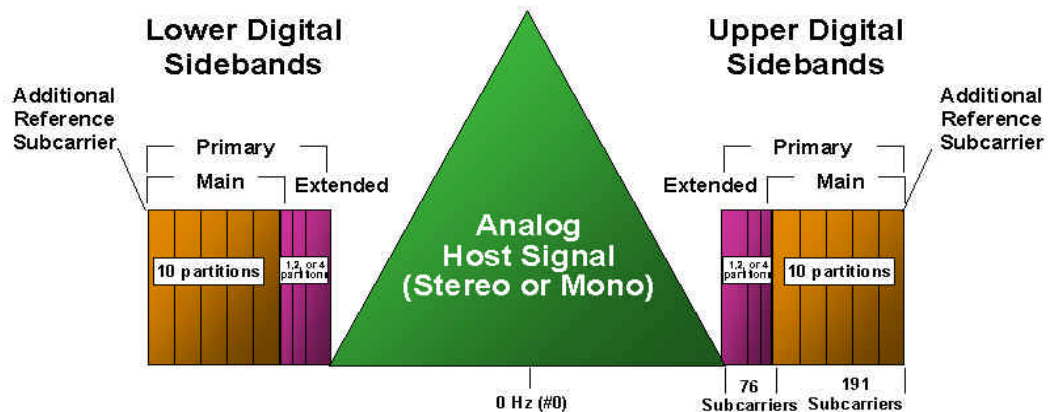 Lower Digital
Sidebands
Upper Digital
Sidebands
Additional
Reference
Subcarrier
Additional
Reference
Subcarrier
Primary
Main
Extended
Primary
Extended
Main
Analog
Host Signal
(Stereo or Mono)
10 partitions
1,2, or 4
partition
1,2, or 4
partition
10 partitions
0 Hz (#0)
76
Subcarriers
191
Subcarriers